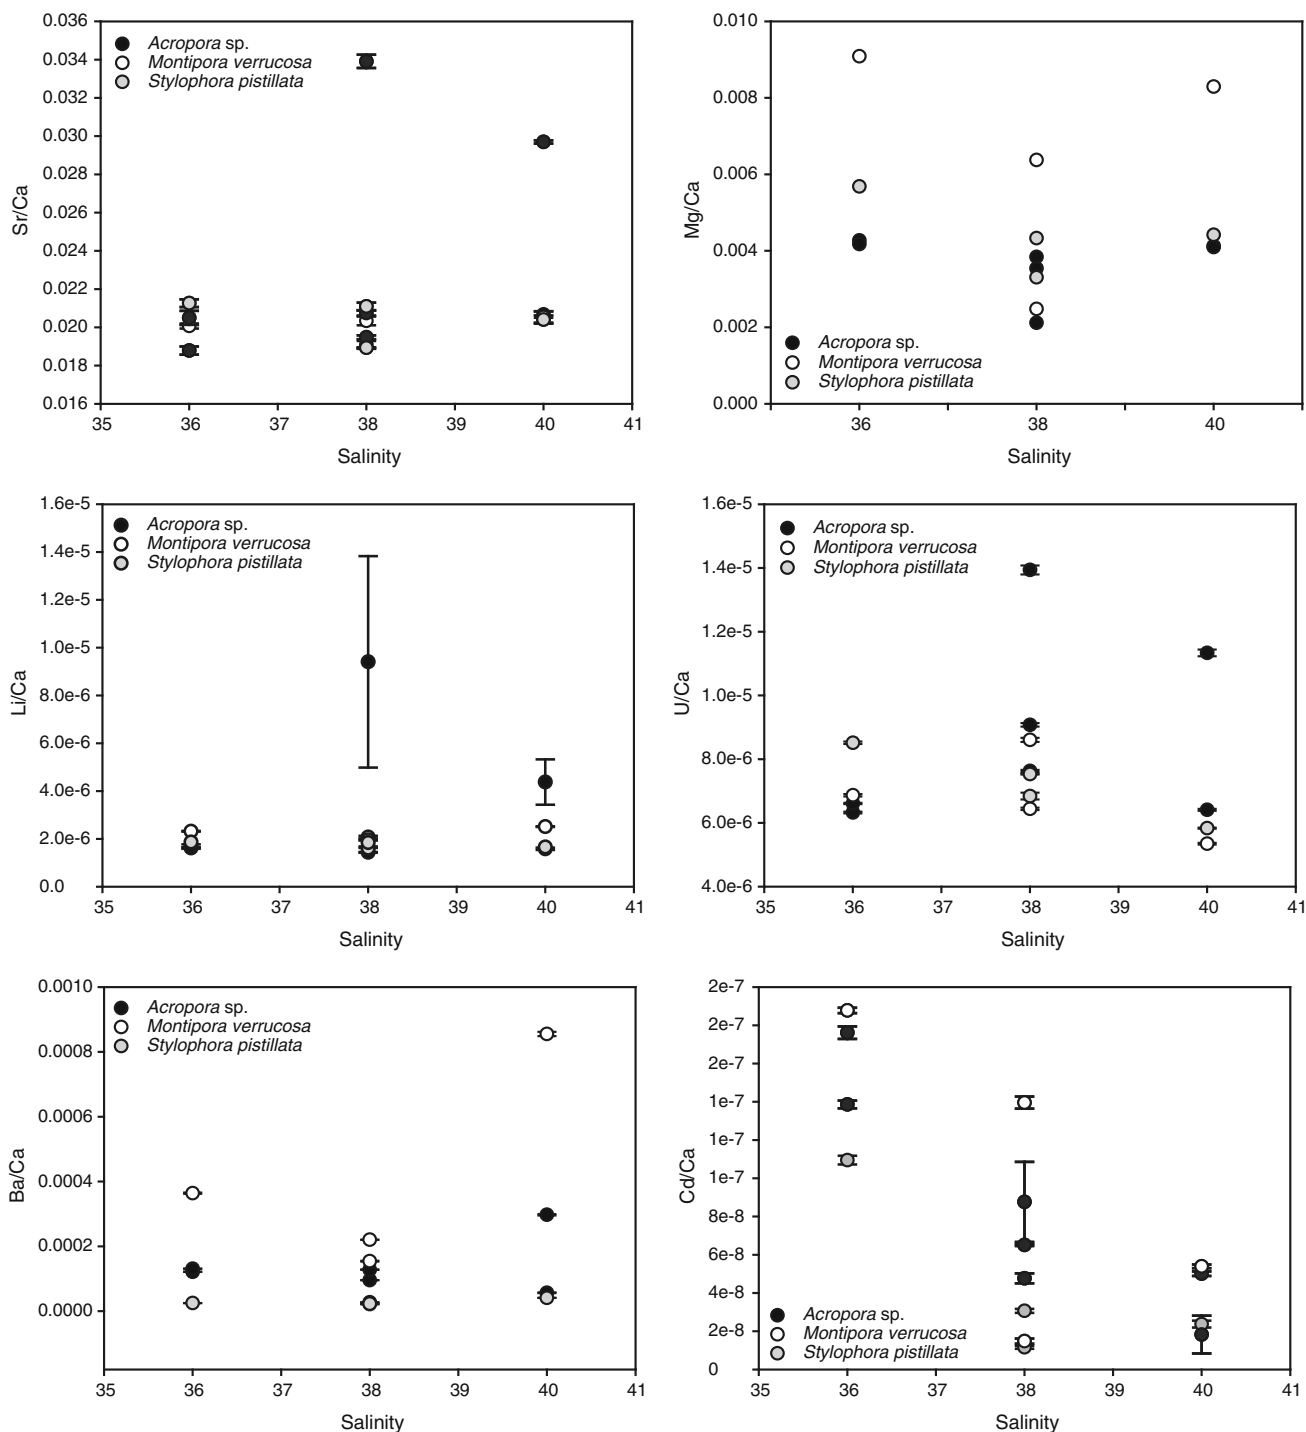 0.036
0.034
0.032
0.030
0.028
0.026
0.024
0.022
0.020
0.018
0.016
Sr/Ca
Acropora sp.
Montipora verrucosa
Stylophora pistillata
35 36 37 38 39 40 41
Salinity
0.010
0.008
0.006
0.004
0.002
0.000
Mg/Ca
Acropora sp.
Montipora verrucosa
Stylophora pistillata
36 38 40
Salinity
1.6e-5
1.4e-5
1.2e-5
1.0e-5
8.0e-6
6.0e-6
4.0e-6
2.0e-6
0.0
Li/Ca
Acropora sp.
Montipora verrucosa
Stylophora pistillata
35 36 37 38 39 40 41
Salinity
1.6e-5
1.4e-5
1.2e-5
1.0e-5
8.0e-6
6.0e-6
4.0e-6
U/Ca
Acropora sp.
Montipora verrucosa
Stylophora pistillata
35 36 37 38 39 40 41
Salinity
0.0010
0.0008
0.0006
0.0004
0.0002
0.0000
Ba/Ca
Acropora sp.
Montipora verrucosa
Stylophora pistillata
35 36 37 38 39 40 41
Salinity
2e-7
2e-7
2e-7
1e-7
1e-7
1e-7
8e-8
6e-8
4e-8
2e-8
0
Cd/Ca
Acropora sp.
Montipora verrucosa
Stylophora pistillata
35 36 37 38 39 40 41
Salinity